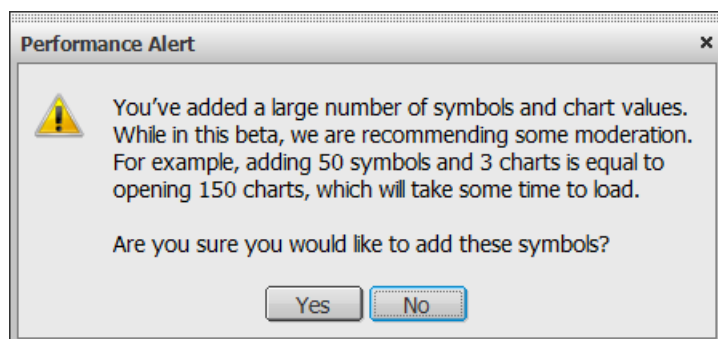 Performance Alert
You've added a large number of symbols and chart values.
While in this beta, we are recommending some moderation.
For example, adding 50 symbols and 3 charts is equal to
opening 150 charts, which will take some time to load.
Are you sure you would like to add these symbols?
Yes No